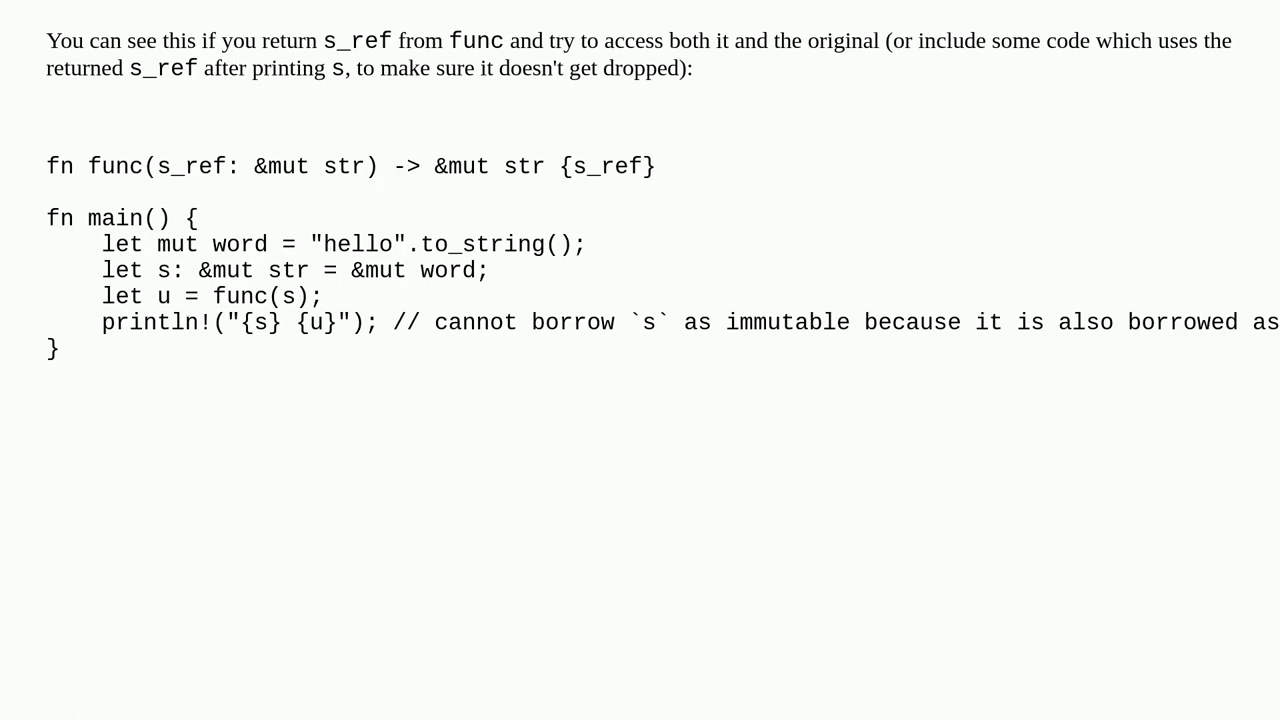 You can see this if you return s_ref from func and try to access both it and the original (or include some code which uses the
returned s_ref after printing s, to make sure it doesn't get dropped):
fn func(s_ref: &mut str) -> &mut str {s_ref}
fn main() {
    let mut word = "hello".to_string();
    let s: &mut str = &mut word;
    let u = func(s);
    println!("{s} {u}"); // cannot borrow `s` as immutable because it is also borrowed as
}